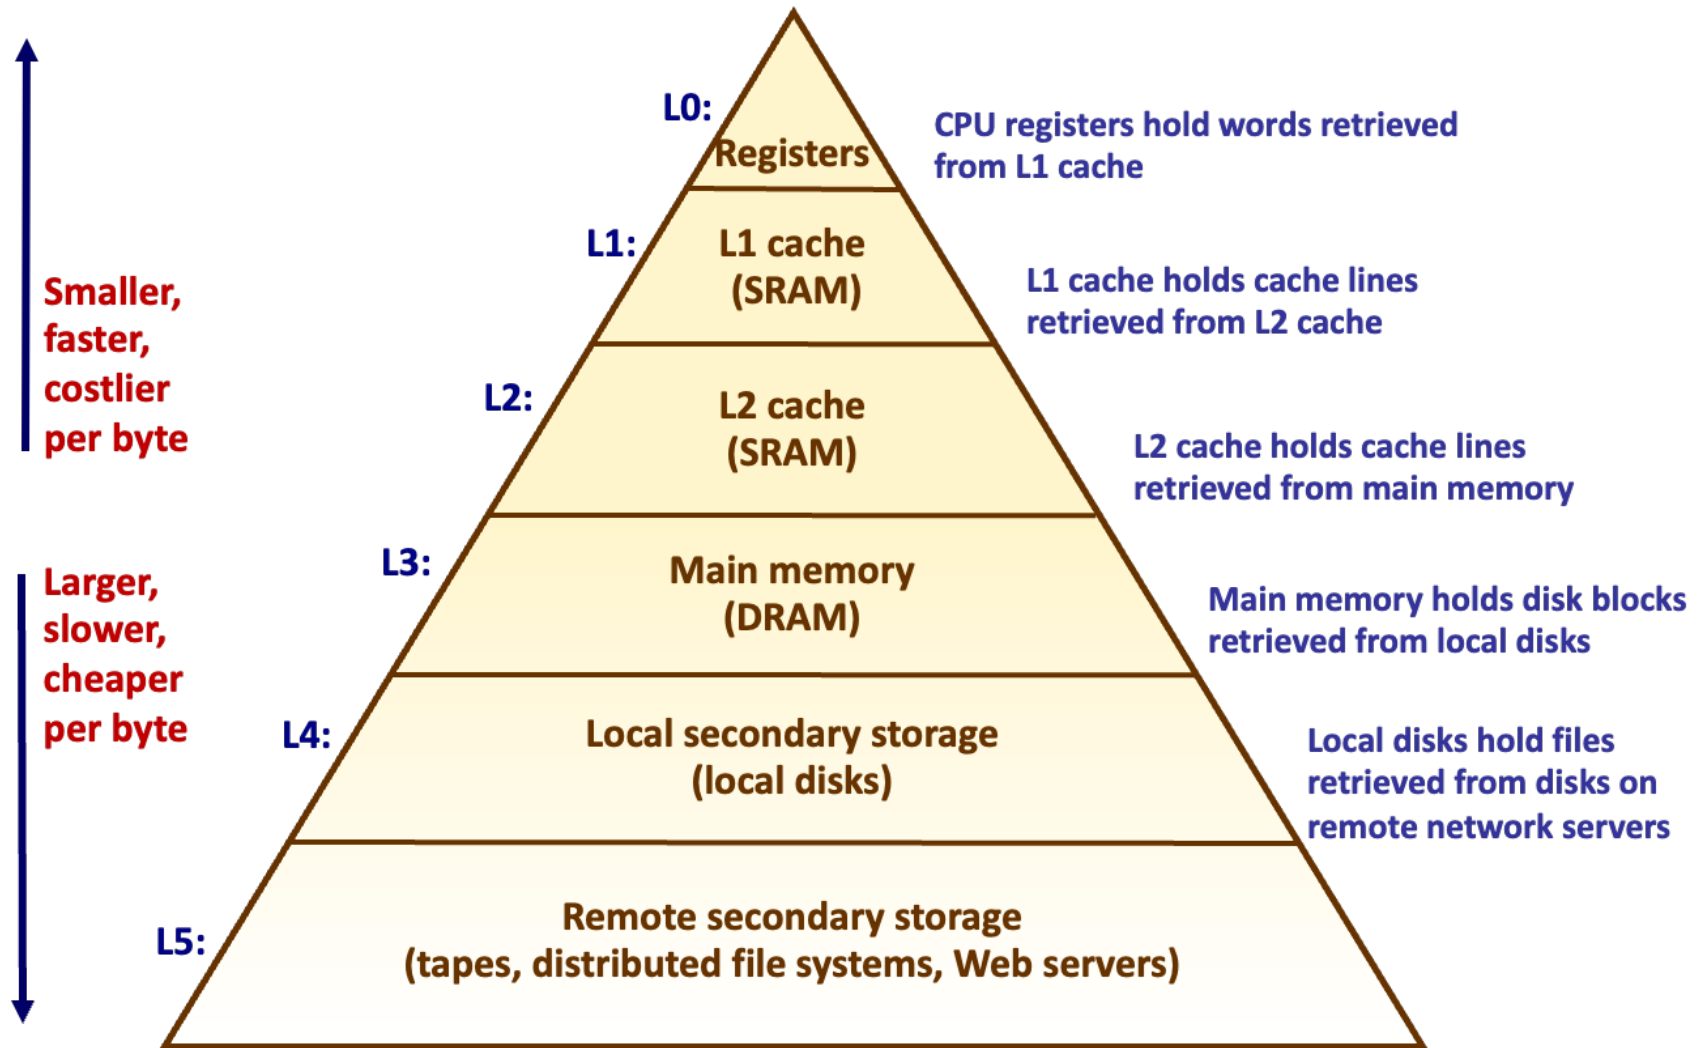 L0:
Registers
CPU registers hold words retrieved
from L1 cache
L1:
L1 cache
(SRAM)
L1 cache holds cache lines
retrieved from L2 cache
Smaller,
faster,
costlier
per byte
L2:
L2 cache
(SRAM)
L2 cache holds cache lines
retrieved from main memory
L3:
Main memory
(DRAM)
Main memory holds disk blocks
retrieved from local disks
Larger,
slower,
cheaper
per byte
L4:
Local secondary storage
(local disks)
Local disks hold files
retrieved from disks on
remote network servers
L5:
Remote secondary storage
(tapes, distributed file systems, Web servers)